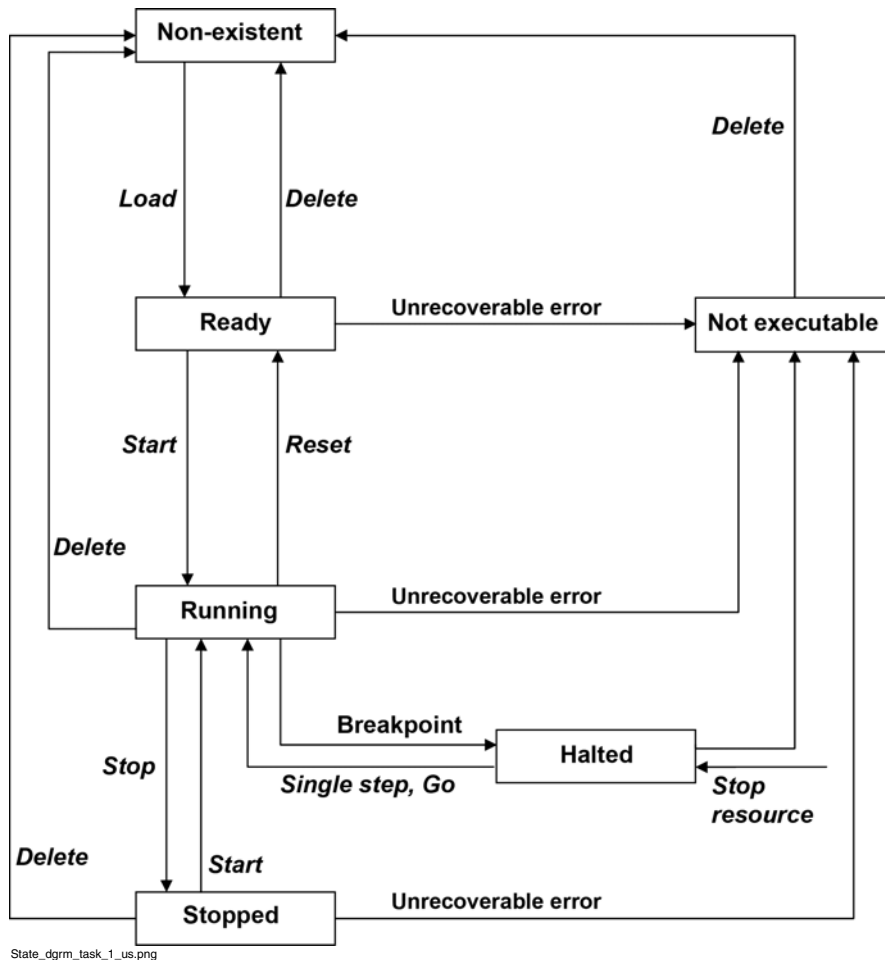 Non-existent
Delete
Load
Delete
Unrecoverable error
Ready
Not executable
Start
Reset
Delete
Unrecoverable error
Running
Breakpoint
Halted
Stop
Single step, Go
Stop
resource
Delete
Start
Unrecoverable error
Stopped
State_dgrm_task_1_us.png